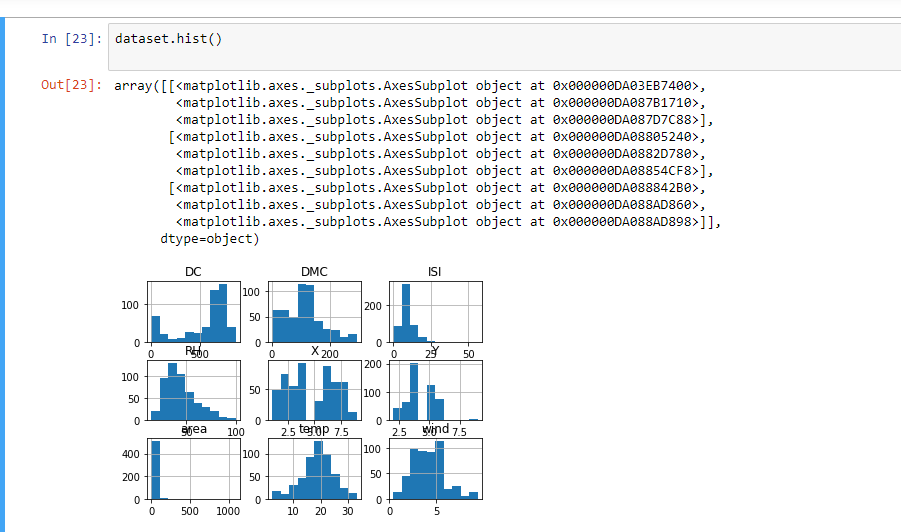 In [23]: dataset.hist()
Out[23]: array([[<matplotlib.axes._subplots.AxesSubplot object at 0x000000DA03EB7400>,
<matplotlib.axes._subplots.AxesSubplot object at 0x000000DA087B1710>,
<matplotlib.axes._subplots.AxesSubplot object at 0x000000DA087D7C88>],
[<matplotlib.axes._subplots.AxesSubplot object at 0x000000DA08805240>,
<matplotlib.axes._subplots.AxesSubplot object at 0x000000DA0882D780>,
<matplotlib.axes._subplots.AxesSubplot object at 0x000000DA08854CF8>],
[<matplotlib.axes._subplots.AxesSubplot object at 0x000000DA088842B0>,
<matplotlib.axes._subplots.AxesSubplot object at 0x000000DA088AD860>,
<matplotlib.axes._subplots.AxesSubplot object at 0x000000DA088AD898>]],
dtype=object)
DC DMC ISI
100 100 200
50
0 0 0
0 500 0 200 0 25 50
RH X Y
100 200
50 50 100
0 0 0
50 100 2.5 5.0 7.5 2.5 5.0 7.5
area temp wind
400 100 100
200 50 50
0 0 0
0 500 1000 10 20 30 0 5